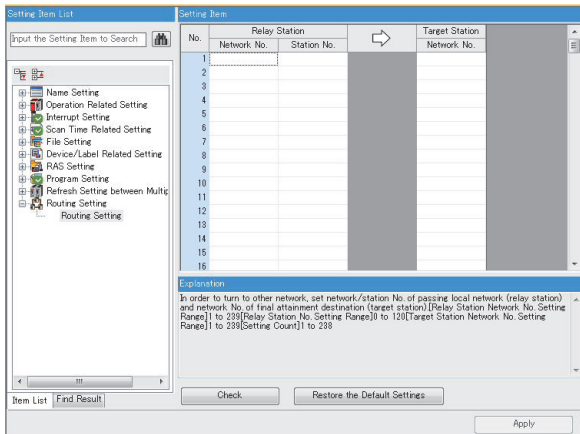 Setting Item List
Setting Item
Input the Setting Item to Search
Name Setting
Operation Related Setting
Interrupt Setting
Scan Time Related Setting
File Setting
Device/Label Related Setting
RAS Setting
Program Setting
Refresh Setting between Multip
Routing Setting
Routing Setting
Item List
Find Result
No.
Relay Station
Target Station
Network No.
Station No.
Network No.
1
2
3
4
5
6
7
8
9
10
11
12
13
14
15
16
Explanation
In order to turn to other network, set network/station No. of passing local network (relay station)
and network No. of final attainment destination (target station).[Relay Station Network No. Setting
Range]1 to 239[Relay Station No. Setting Range]0 to 120[Target Station Network No. Setting
Range]1 to 239[Setting Count]1 to 238
Check
Restore the Default Settings
Apply